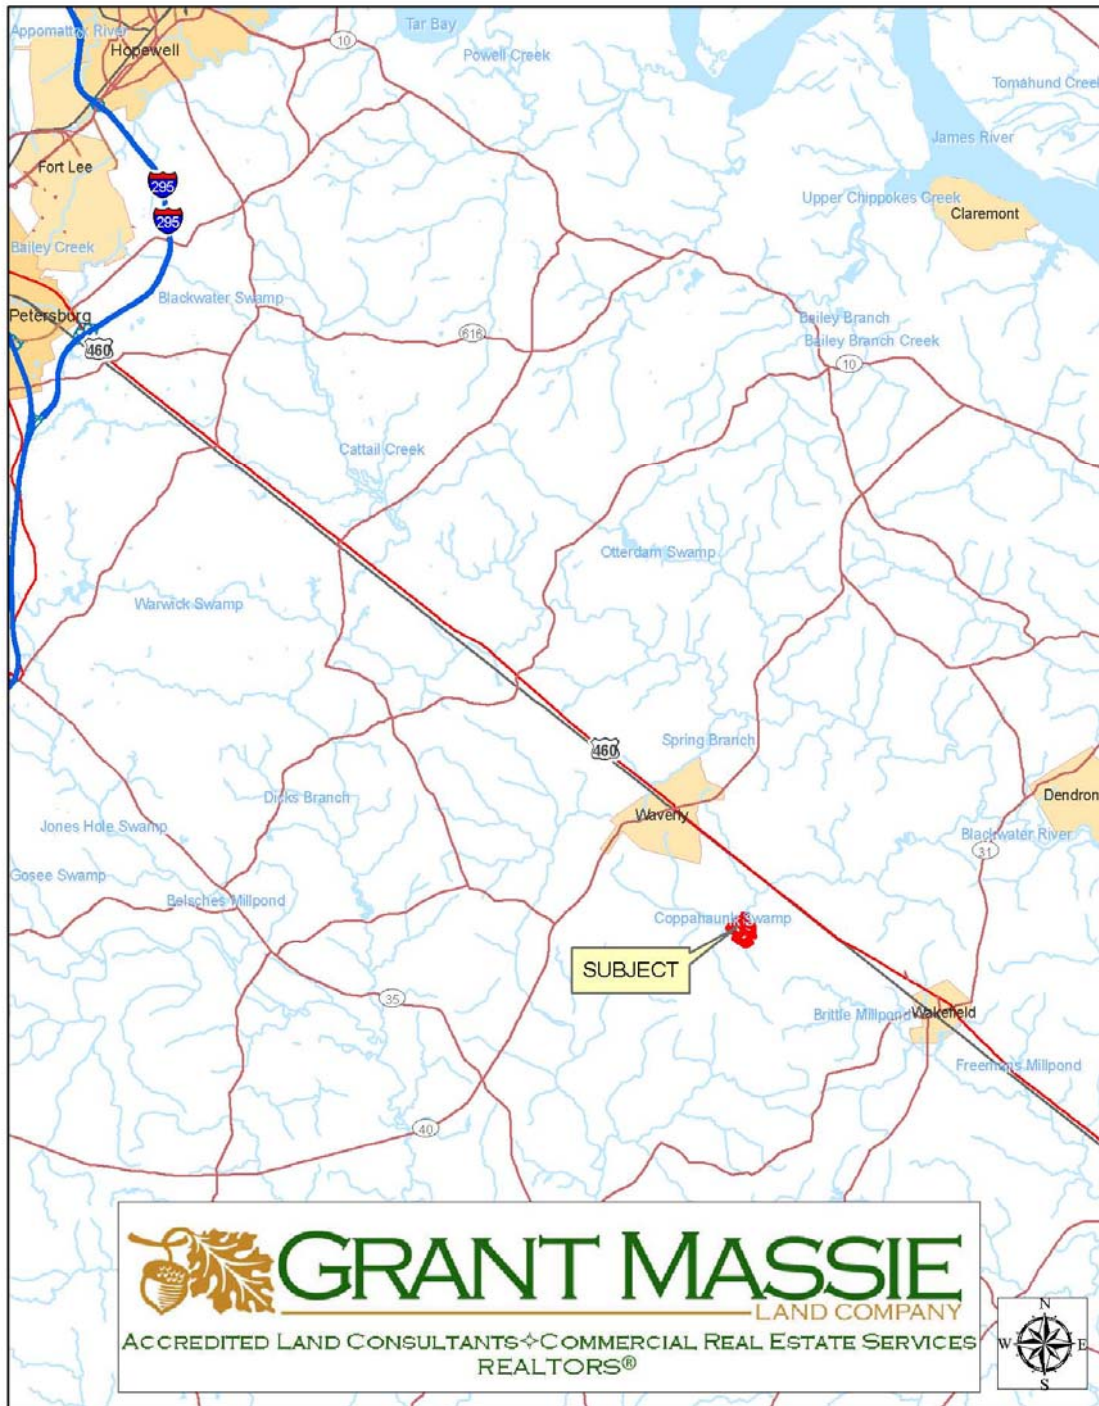 Appomattox River
Hopewell
10
Tar Bay
Powell Creek
Tomahund Creek
James River
Fort Lee
295
295
Upper Chippokes Creek
Claremont
Bailey Creek
Blackwater Swamp
Petersburg
460
616
Bailey Branch
Bailey Branch Creek
10
Cattail Creek
Otterdam Swamp
Warwick Swamp
460
Spring Branch
Dicks Branch
Waverly
Dendron
Jones Hole Swamp
Blackwater River
31
Gosee Swamp
Belsches Millpond
Coppahaunk Swamp
SUBJECT
35
Brittle Millpond
Wakefield
Freemans Millpond
40
GRANT MASSIE
LAND COMPANY
ACCREDITED LAND CONSULTANTS✧COMMERCIAL REAL ESTATE SERVICES
REALTORS®
N
W E
S